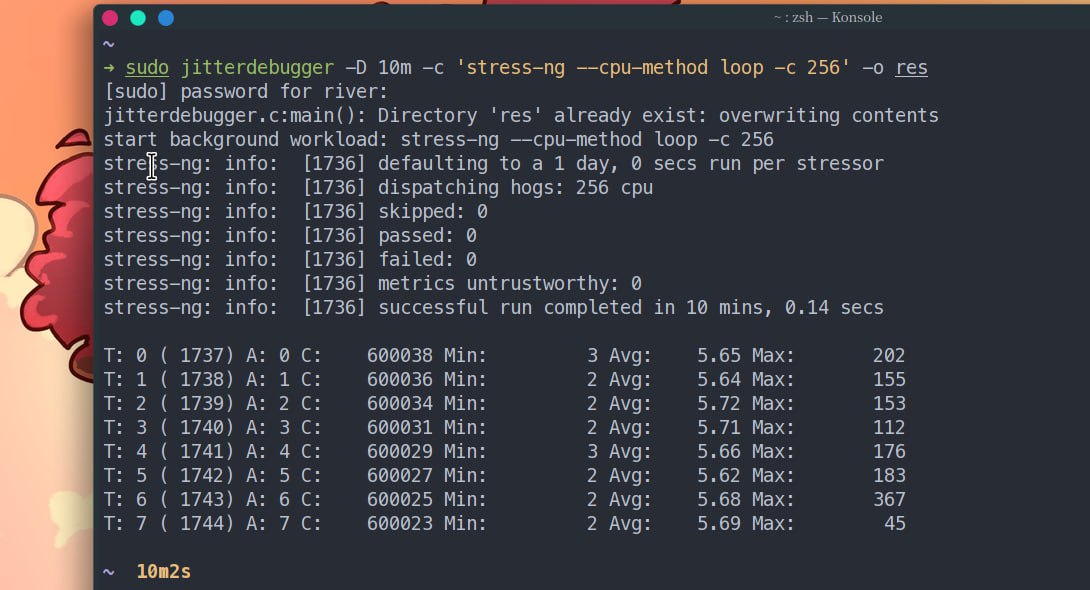 ~ : zsh — Konsole
~
→ sudo jitterdebugger -D 10m -c 'stress-ng --cpu-method loop -c 256' -o res
[sudo] password for river:
jitterdebugger.c:main(): Directory 'res' already exist: overwriting contents
start background workload: stress-ng --cpu-method loop -c 256
stress-ng: info:  [1736] defaulting to a 1 day, 0 secs run per stressor
stress-ng: info:  [1736] dispatching hogs: 256 cpu
stress-ng: info:  [1736] skipped: 0
stress-ng: info:  [1736] passed: 0
stress-ng: info:  [1736] failed: 0
stress-ng: info:  [1736] metrics untrustworthy: 0
stress-ng: info:  [1736] successful run completed in 10 mins, 0.14 secs
T: 0 ( 1737) A: 0 C:    600038 Min:         3 Avg:    5.65 Max:       202
T: 1 ( 1738) A: 1 C:    600036 Min:         2 Avg:    5.64 Max:       155
T: 2 ( 1739) A: 2 C:    600034 Min:         2 Avg:    5.72 Max:       153
T: 3 ( 1740) A: 3 C:    600031 Min:         2 Avg:    5.71 Max:       112
T: 4 ( 1741) A: 4 C:    600029 Min:         3 Avg:    5.66 Max:       176
T: 5 ( 1742) A: 5 C:    600027 Min:         2 Avg:    5.62 Max:       183
T: 6 ( 1743) A: 6 C:    600025 Min:         2 Avg:    5.68 Max:       367
T: 7 ( 1744) A: 7 C:    600023 Min:         2 Avg:    5.69 Max:        45
~  10m2s